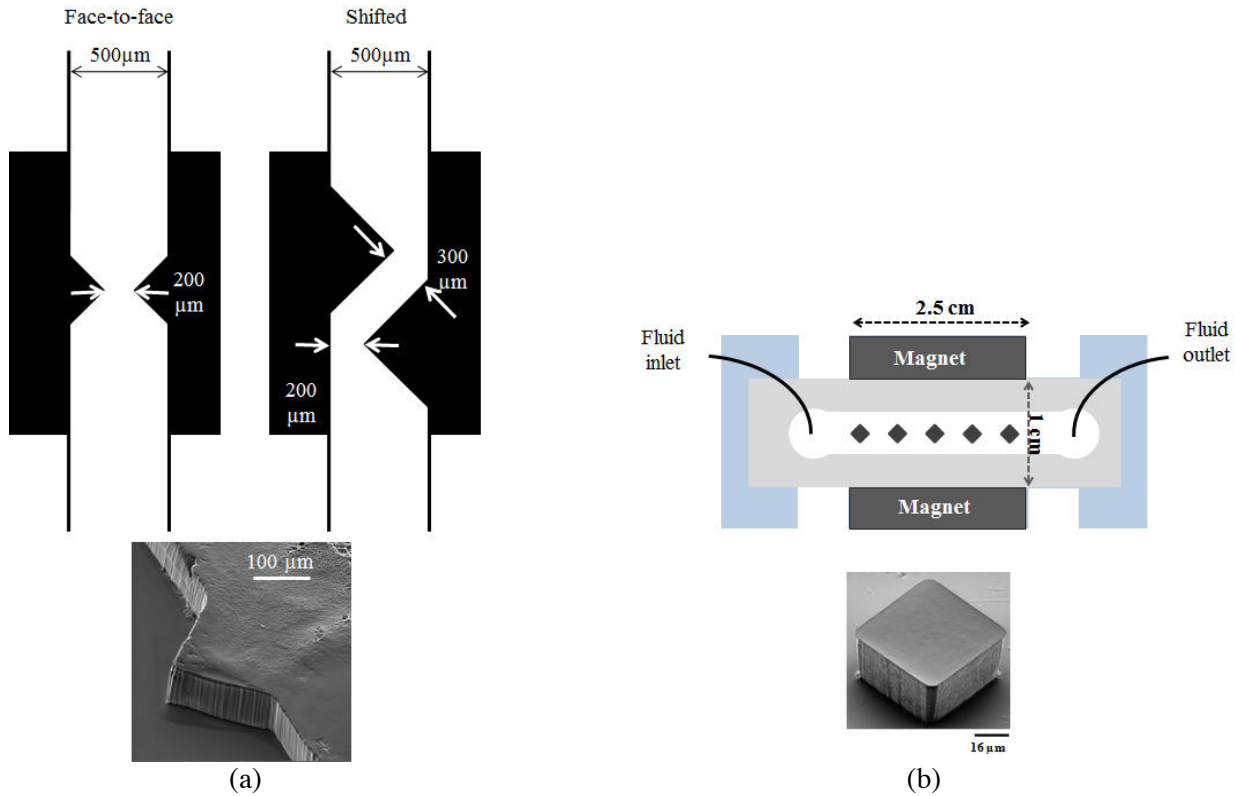 Face-to-face
Shifted
500µm
500µm
200
µm
300
µm
200
µm
100 µm
(a)
2.5 cm
Fluid
inlet
Fluid
outlet
Magnet
1 cm
Magnet
16 µm
(b)